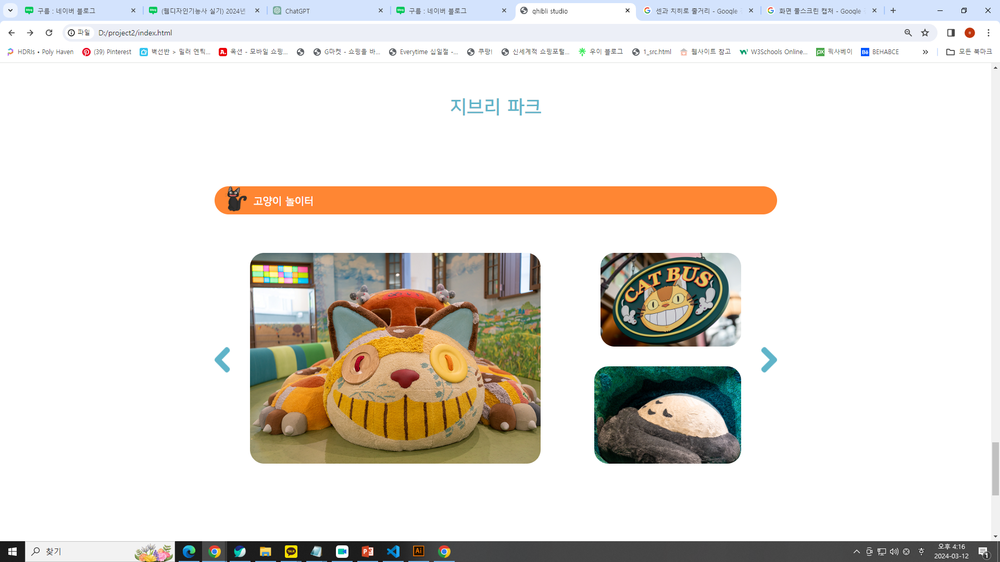 구름 : 네이버 블로그
(웹디자인기능사 실기) 2024년
ChatGPT
구름 : 네이버 블로그
ghibli studio
센과 치히로 줄거리 - Google
화면 풀스크린 캡처 - Google
파일
D:/project2/index.html
HDRIs • Poly Haven
(39) Pinterest
벽선반 > 밀러 엔틱...
옥션 - 모바일 쇼핑...
G마켓 - 쇼핑을 바...
Everytime 십일절 -...
쿠팡!
신세계적 쇼핑포털...
우이 블로그
1_src.html
웹사이트 참고
W3Schools Online...
픽사베이
BEHABCE
모든 북마크
지브리 파크
고양이 놀이터
CAT BUS
찾기
오후 4:16
2024-03-12